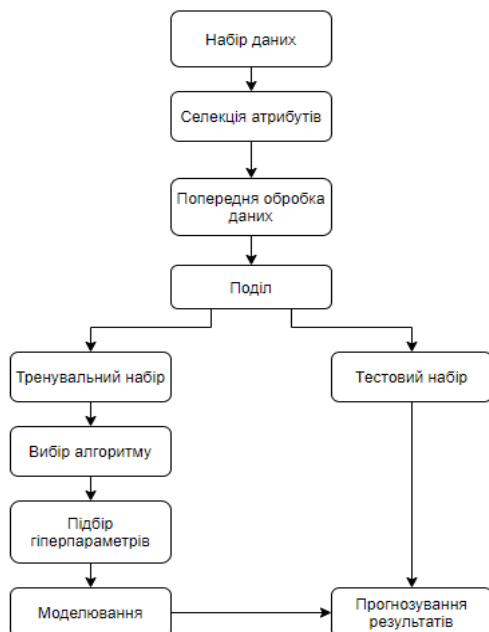 Набір даних
Селекція атрибутів
Попередня обробка
даних
Поділ
Тренувальний набір
Тестовий набір
Вибір алгоритму
Підбір
гіперпараметрів
Моделювання
Прогнозування
результатів